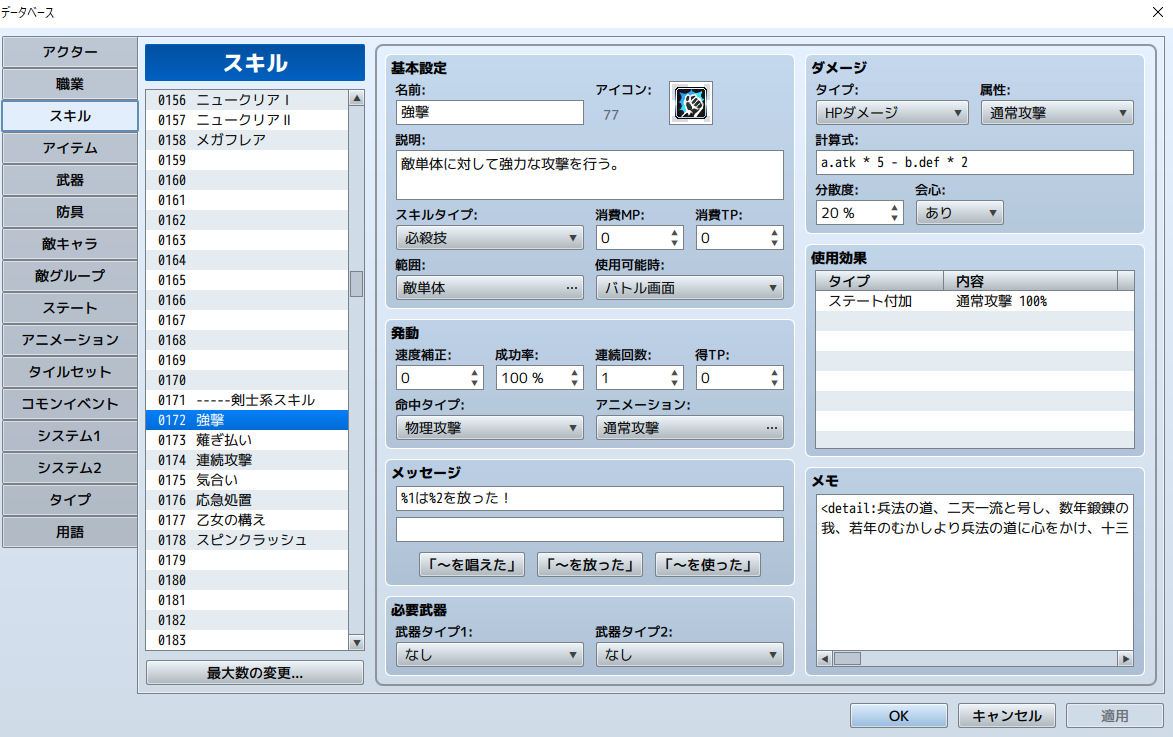 データベース
アクター
職業
スキル
アイテム
武器
防具
敵キャラ
敵グループ
ステート
アニメーション
タイルセット
コモンイベント
システム1
システム2
タイプ
用語
スキル
0156 ニュークリアⅠ
0157 ニュークリアⅡ
0158 メガフレア
0159
0160
0161
0162
0163
0164
0165
0166
0167
0168
0169
0170
0171 -----剣士系スキル
0172 強撃
0173 薙ぎ払い
0174 連続攻撃
0175 気合い
0176 応急処置
0177 乙女の構え
0178 スピンクラッシュ
0179
0180
0181
0182
0183
最大数の変更...
基本設定
名前: アイコン:
強撃 77
説明:
敵単体に対して強力な攻撃を行う。
スキルタイプ: 消費MP: 消費TP:
必殺技 0 0
範囲: 使用可能時:
敵単体 ... バトル画面
発動
速度補正: 成功率: 連続回数: 得TP:
0 100 % 1 0
命中タイプ: アニメーション:
物理攻撃 通常攻撃 ...
メッセージ
%1は%2を放った！
「～を唱えた」 「～を放った」 「～を使った」
必要武器
武器タイプ1: 武器タイプ2:
なし なし
ダメージ
タイプ: 属性:
HPダメージ 通常攻撃
計算式:
a.atk * 5 - b.def * 2
分散度: 会心:
20 % あり
使用効果
タイプ 内容
ステート付加 通常攻撃 100%
メモ
<detail:兵法の道、二天一流と号し、数年鍛錬の
我、若年のむかしより兵法の道に心をかけ、十三
OK キャンセル 適用